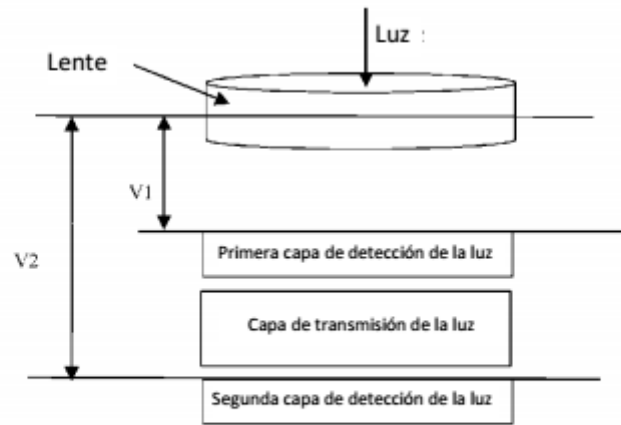 Luz :
Lente
V1
V2
Primera capa de detección de la luz
Capa de transmisión de la luz
Segunda capa de detección de la luz